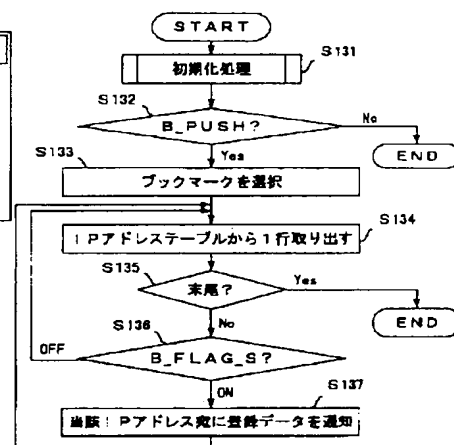 START
S131
初期化処理
S132
B_PUSH?
No
END
Yes
S133
ブックマークを選択
S134
IPアドレステーブルから1行取り出す
S135
末尾?
Yes
END
No
S136
OFF
B_FLAG_S?
ON
S137
当該IPアドレス宛に登録データを通知